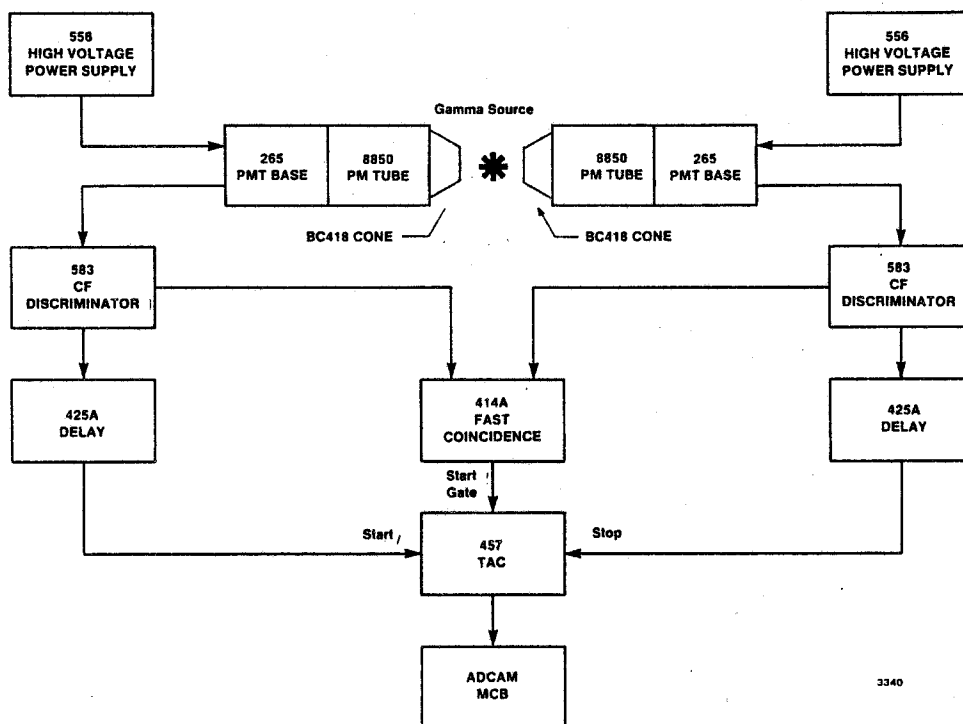 556
HIGH VOLTAGE
POWER SUPPLY
556
HIGH VOLTAGE
POWER SUPPLY
Gamma Source
265
PMT BASE
8850
PM TUBE
8850
PM TUBE
265
PMT BASE
BC418 CONE
BC418 CONE
583
CF
DISCRIMINATOR
583
CF
DISCRIMINATOR
425A
DELAY
414A
FAST
COINCIDENCE
425A
DELAY
Start
Gate
Start
Stop
457
TAC
ADCAM
MCB
3340